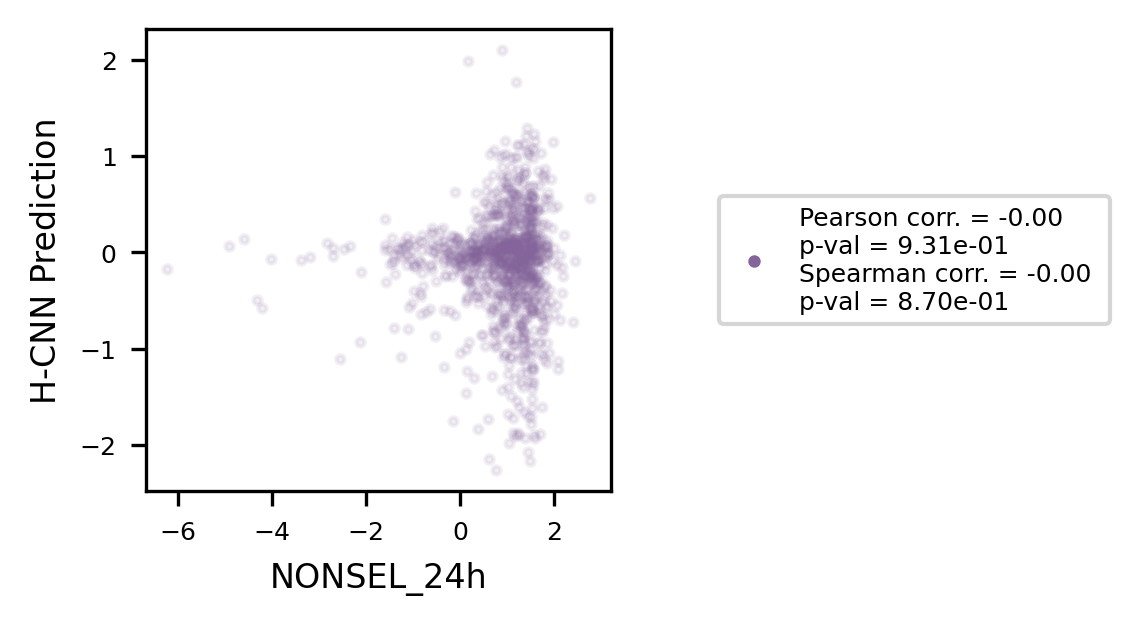 H-CNN Prediction
2
1
0
−1
−2
−6
−4
−2
0
2
NONSEL_24h
Pearson corr. = -0.00
p-val = 9.31e-01
Spearman corr. = -0.00
p-val = 8.70e-01